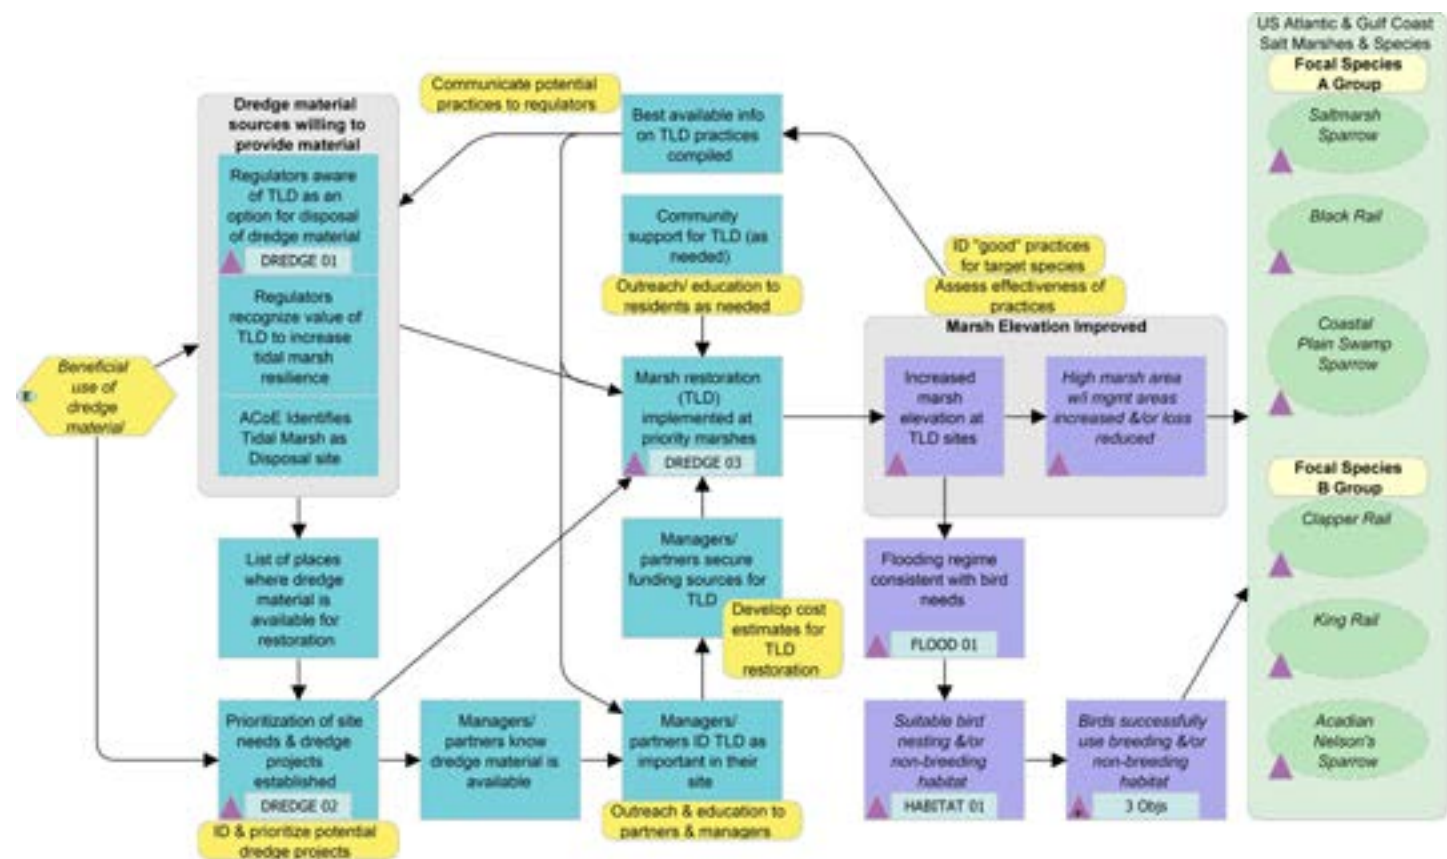 US Atlantic & Gulf Coast
Salt Marshes & Species
Focal Species
A Group
Saltmarsh
Sparrow
Black Rail
Coastal
Plain Swamp
Sparrow
Focal Species
B Group
Clapper Rail
King Rail
Acadian
Nelson's
Sparrow
Communicate potential
practices to regulators
Dredge material
sources willing to
provide material
Regulators aware
of TLD as an
option for disposal
of dredge material
DREDGE 01
Regulators
recognize value of
TLD to increase
tidal marsh
resilience
ACoE Identifies
Tidal Marsh as
Disposal site
Beneficial
use of
dredge
material
E
List of places
where dredge
material is
available for
restoration
Prioritization of site
needs & dredge
projects
established
DREDGE 02
ID & prioritize potential
dredge projects
Managers/
partners know
dredge material is
available
Best available info
on TLD practices
compiled
Community
support for TLD (as
needed)
Outreach/ education to
residents as needed
Marsh restoration
(TLD)
implemented at
priority marshes
DREDGE 03
Managers/
partners secure
funding sources for
TLD
Develop cost
estimates for
TLD
restoration
Managers/
partners ID TLD as
important in their
site
Outreach & education to
partners & managers
ID "good" practices
for target species
Assess effectiveness of
practices
Marsh Elevation Improved
Increased
marsh
elevation at
TLD sites
High marsh area
w/i mgmt areas
increased &/or loss
reduced
Flooding regime
consistent with bird
needs
FLOOD 01
Suitable bird
nesting &/or
non-breeding
habitat
HABITAT 01
Birds successfully
use breeding &/or
non-breeding
habitat
3 Objs